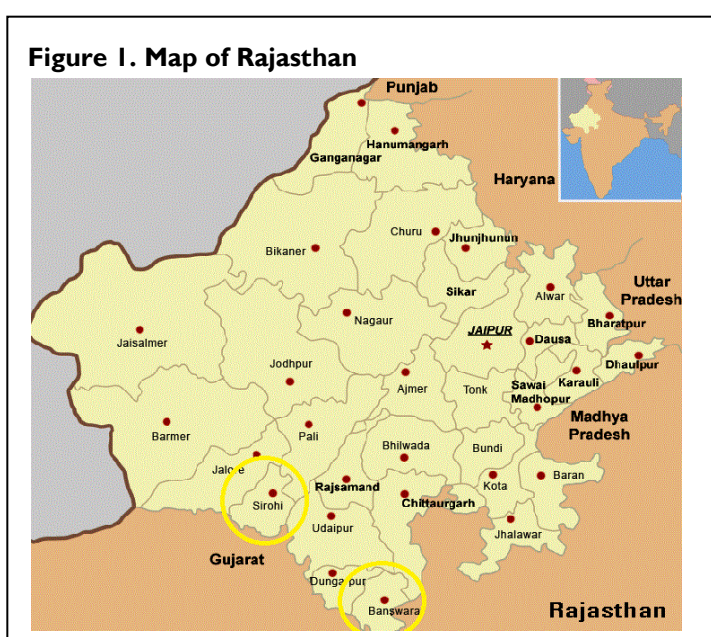 Figure 1. Map of Rajasthan
Punjab
Hanumangarh
Ganganagar
Haryana
Churu
Jhunjhunun
Bikaner
Sikar
Alwar
Uttar
Pradesh
Nagaur
JAIPUR
Bharatpur
Jaisalmer
Dausa
Jodhpur
Dhaulpur
Ajmer
Tonk
Sawai
Madhopur
Karauli
Madhya
Pradesh
Barmer
Pali
Bhilwada
Bundi
Jalore
Rajsamand
Kota
Baran
Sirohi
Chittaurgarh
Udaipur
Jhalawar
Gujarat
Dungarpur
Banswara
Rajasthan